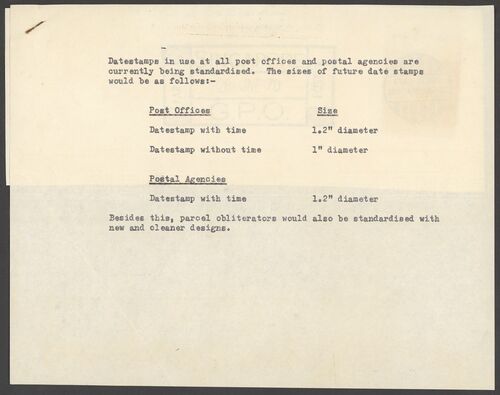 Datestamps in use at all post offices and postal agencies are
currently being standardised. The sizes of future date stamps
would be as follows:-
Post Offices Size
Datestamp with time 1.2" diameter
Datestamp without time 1" diameter
Postal Agencies
Datestamp with time 1.2" diameter
Besides this, parcel obliterators would also be standardised with
new and cleaner designs.
G.P.O.